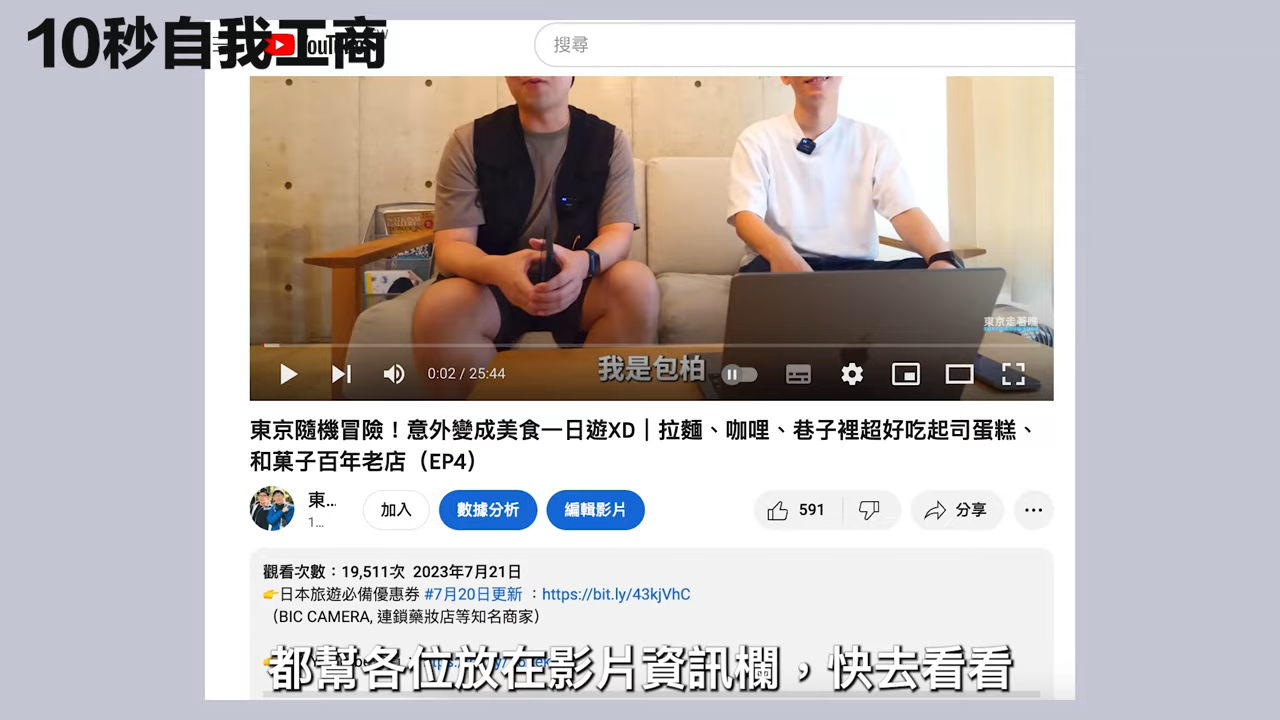 10秒自我工商
搜尋
東京走著瞧
我是包柏
0:02 / 25:44
東京隨機冒險！意外變成美食一日遊XD｜拉麵、咖哩、巷子裡超好吃起司蛋糕、
和菓子百年老店（EP4）
東...
1...
加入
數據分析
編輯影片
591
分享
觀看次數：19,511次 2023年7月21日
👉日本旅遊必備優惠券 #7月20日更新 ：https://bit.ly/43kjVhC
（BIC CAMERA, 連鎖藥妝店等知名商家）
都幫各位放在影片資訊欄，快去看看